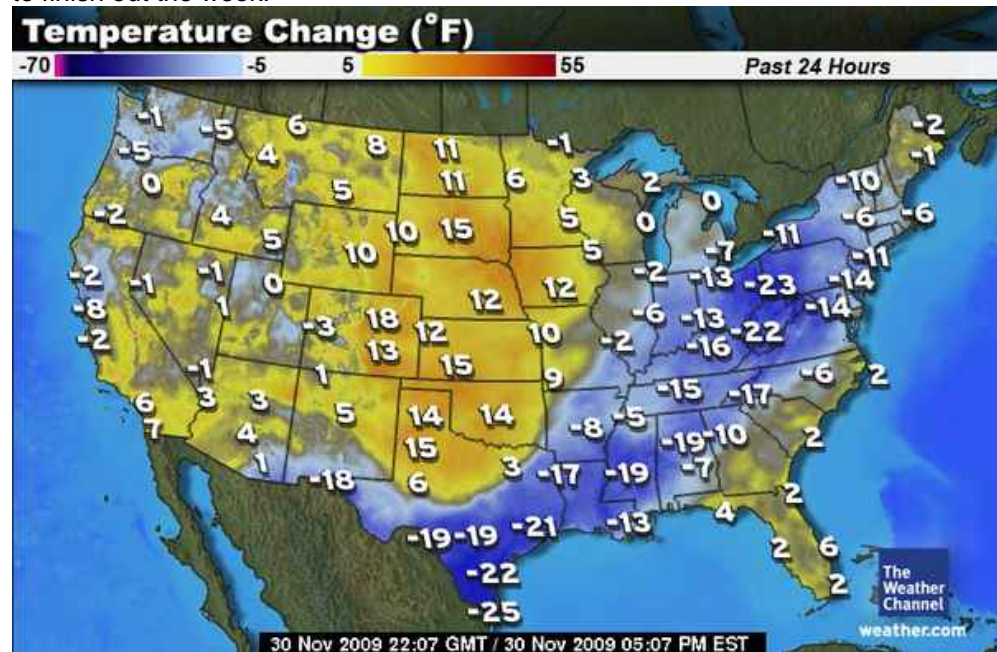 to finish out the week.
Temperature Change (°F)
-70 -5 5 55 Past 24 Hours
-1 -5 6 8 11 -1 -2
-5 4 11 6 3 2 -10 -1
0 5 0 0
-2 4 5 10 10 15 5 5 -7 -11 -6 -6
-2 -1 -1 0 12 12 -2 -13 -23 -11 -14
-8 1 -3 18 12 10 -6 -13 -22 -14
-2 13 15 -2 -16
-1 1 9 -15 -17 -6 2
6 3 3 5 14 14 -8 -5
7 4 15 -19 -10 2
1 -18 6 3 -17 -19 -7
-19 -19 -21 -13 4 2
-22 2 6
-25 2
The
Weather
Channel
weather.com
30 Nov 2009 22:07 GMT / 30 Nov 2009 05:07 PM EST